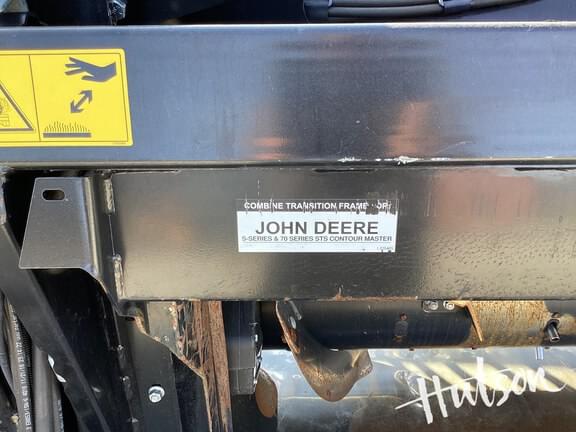 COMBINE TRANSITION FRAME FOR:
JOHN DEERE
S-SERIES & 70 SERIES STS CONTOUR MASTER
Hutson